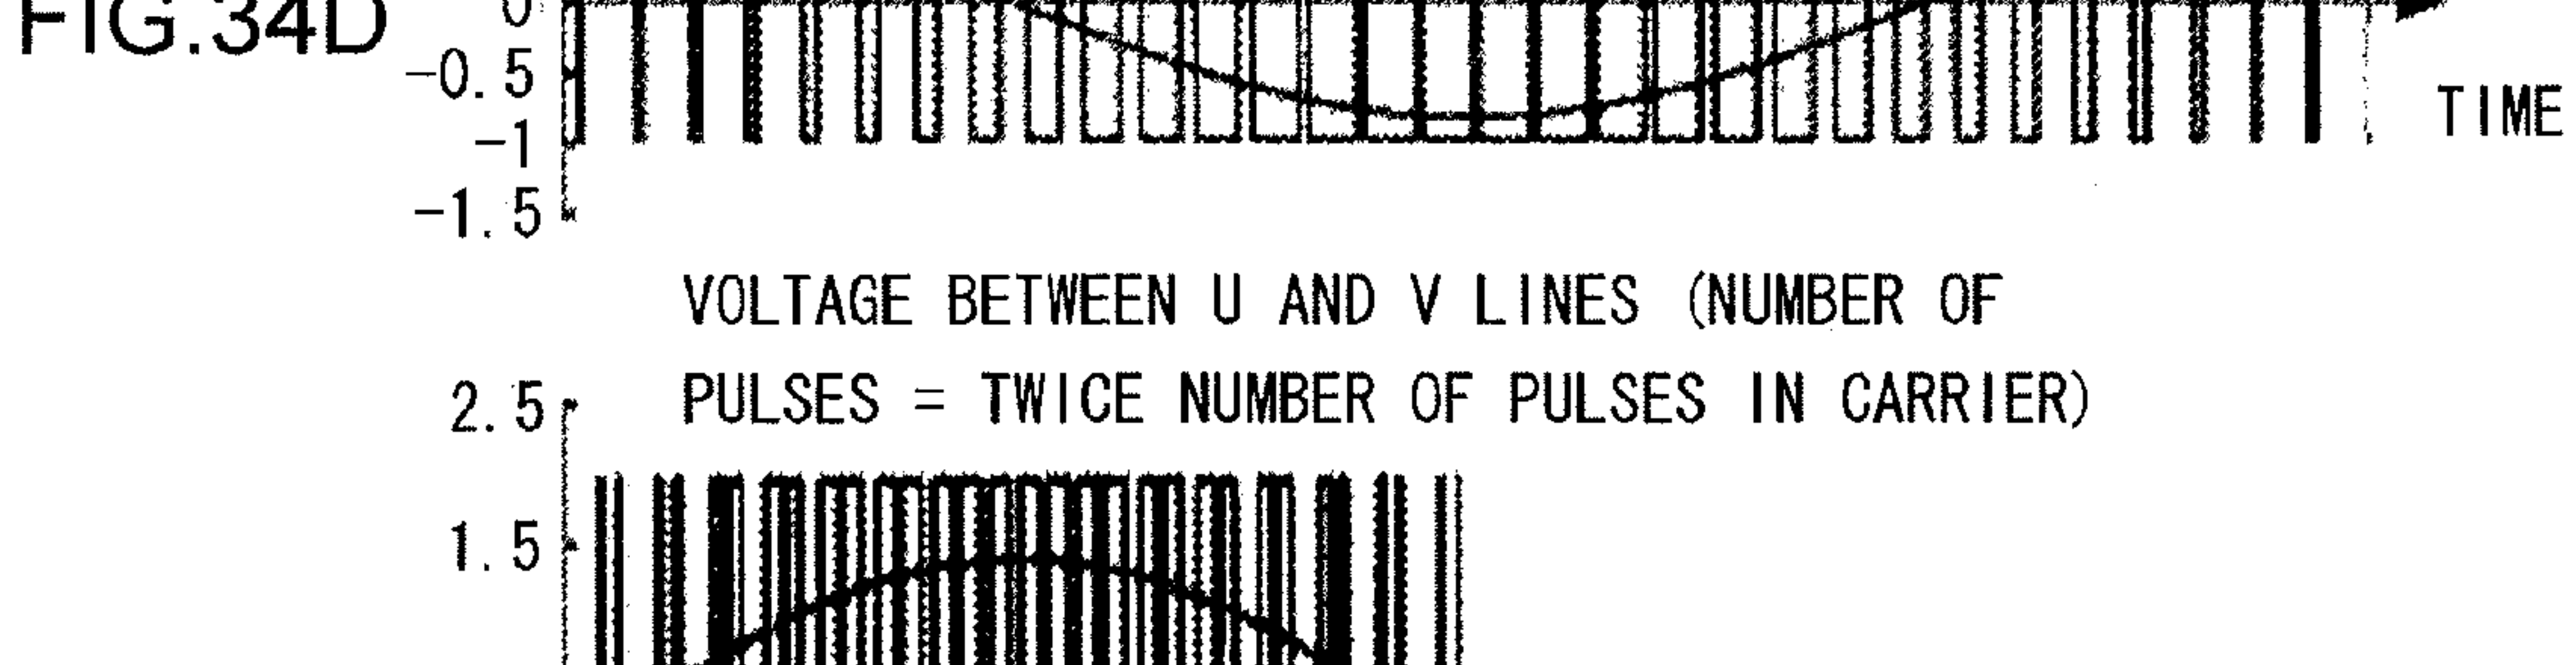 FIG.34D
0
-0.5
-1
-1.5
TIME
VOLTAGE BETWEEN U AND V LINES (NUMBER OF
PULSES = TWICE NUMBER OF PULSES IN CARRIER)
2.5
1.5